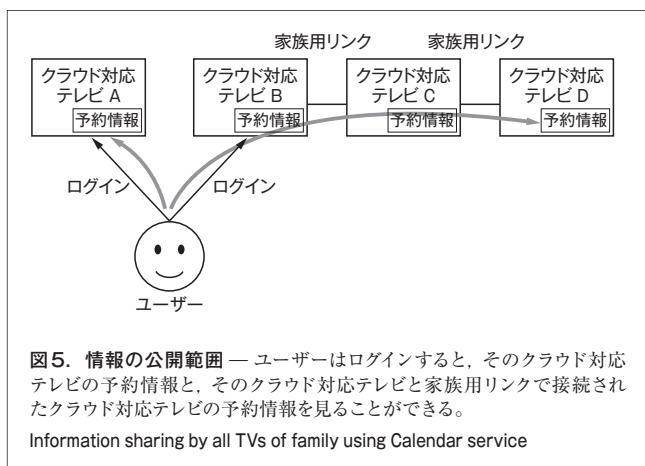 家族用リンク 家族用リンク
クラウド対応 クラウド対応 クラウド対応 クラウド対応
テレビ A テレビ B テレビ C テレビ D
予約情報 予約情報 予約情報 予約情報
ログイン ログイン
ユーザー
図5. 情報の公開範囲 — ユーザーはログインすると, そのクラウド対応
テレビの予約情報と, そのクラウド対応テレビと家族用リンクで接続され
たクラウド対応テレビの予約情報を見ることができる。
Information sharing by all TVs of family using Calendar service